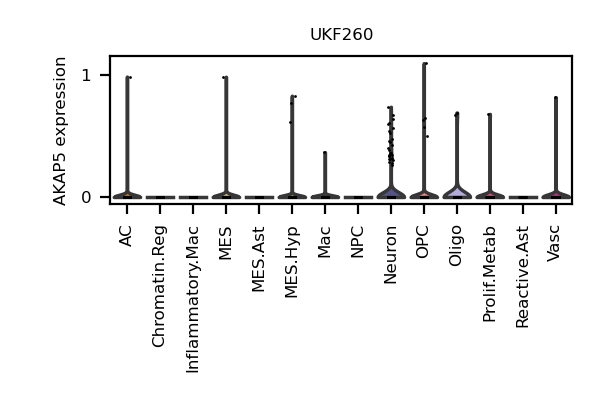 UKF260
AKAP5 expression
1
0
AC
Chromatin.Reg
Inflammatory.Mac
MES
MES.Ast
MES.Hyp
Mac
NPC
Neuron
OPC
Oligo
Prolif.Metab
Reactive.Ast
Vasc